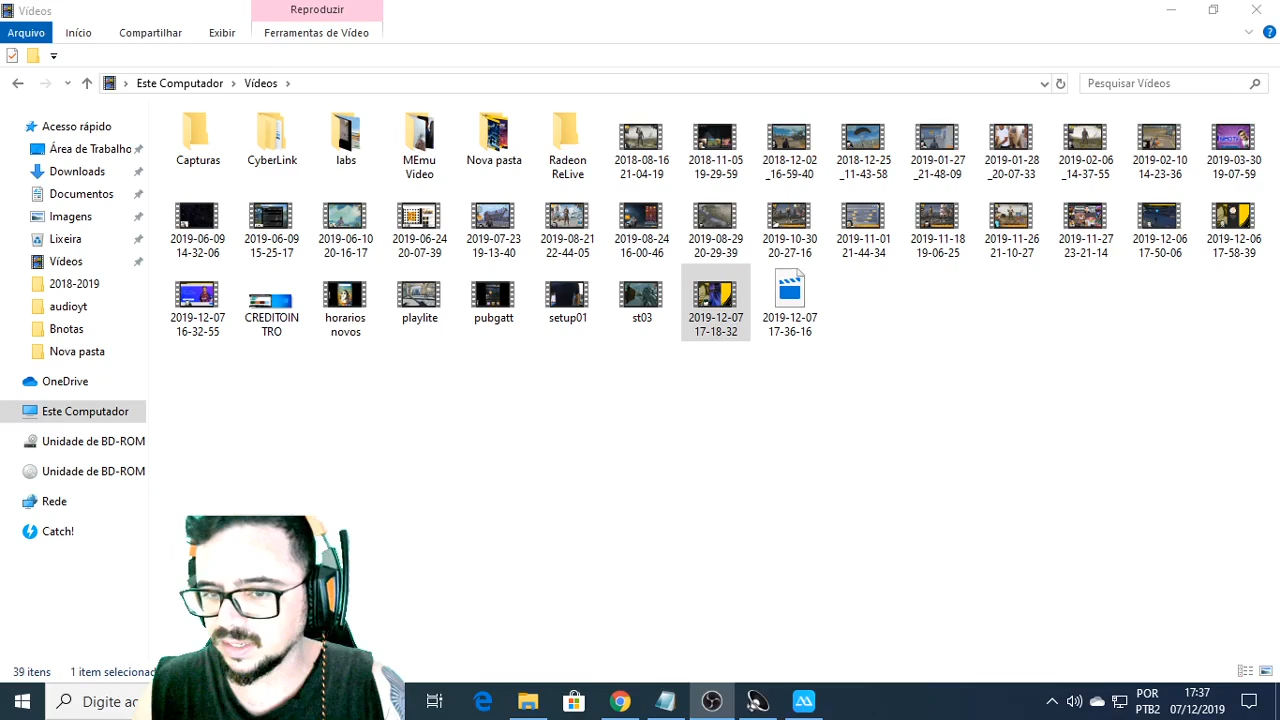 Vídeos
Reproduzir
Arquivo
Início
Compartilhar
Exibir
Ferramentas de Vídeo
Este Computador
Vídeos
Pesquisar Vídeos
Acesso rápido
Área de Trabalho
Downloads
Documentos
Imagens
Lixeira
Vídeos
2018-2019
audioyt
Bnotas
Nova pasta
OneDrive
Este Computador
Unidade de BD-ROM
Unidade de BD-ROM
Rede
Catch!
Capturas
CyberLink
labs
MEmu
Video
Nova pasta
Radeon
ReLive
2018-08-16
21-04-19
2018-11-05
19-29-59
2018-12-02
_16-59-40
2018-12-25
_11-43-58
2019-01-27
_21-48-09
2019-01-28
_20-07-33
2019-02-06
_14-37-55
2019-02-10
14-23-36
2019-03-30
19-07-59
2019-06-09
14-32-06
2019-06-09
15-25-17
2019-06-10
20-16-17
2019-06-24
20-07-39
2019-07-23
19-13-40
2019-08-21
22-44-05
2019-08-24
16-00-46
2019-08-29
20-29-39
2019-10-30
20-27-16
2019-11-01
21-44-34
2019-11-18
19-06-25
2019-11-26
21-10-27
2019-11-27
23-21-14
2019-12-06
17-50-06
2019-12-06
17-58-39
2019-12-07
16-32-55
CREDITOIN
TRO
horarios
novos
playlite
pubgatt
setup01
st03
2019-12-07
17-18-32
2019-12-07
17-36-16
39 itens
1 item selecionad
Digite a
POR
PTB2
17:37
07/12/2019